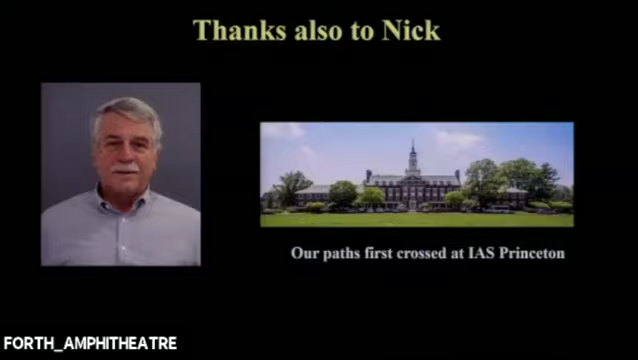 Thanks also to Nick
Our paths first crossed at IAS Princeton
FORTH_AMPHITHEATRE